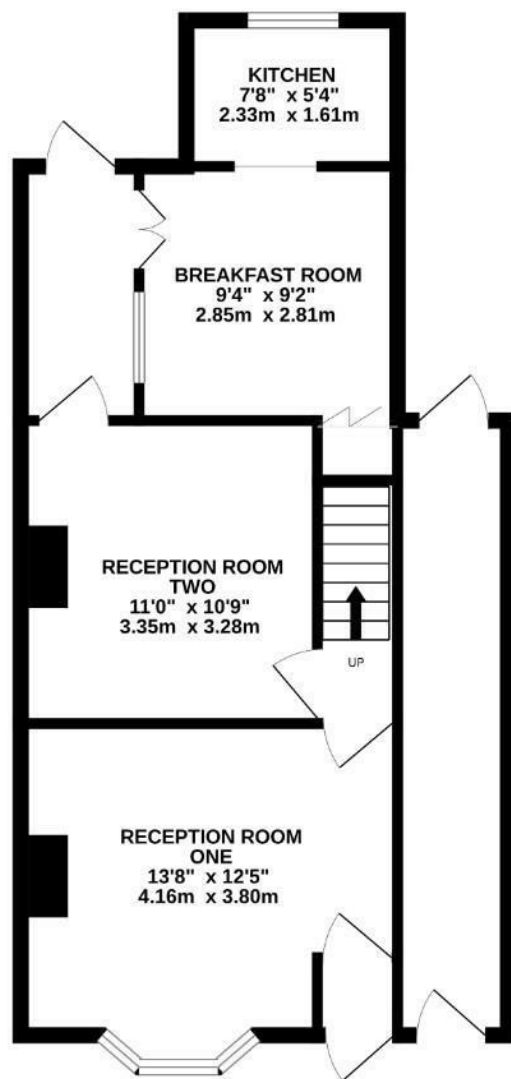 KITCHEN
7'8" x 5'4"
2.33m x 1.61m
BREAKFAST ROOM
9'4" x 9'2"
2.85m x 2.81m
RECEPTION ROOM
TWO
11'0" x 10'9"
3.35m x 3.28m
UP
RECEPTION ROOM
ONE
13'8" x 12'5"
4.16m x 3.80m